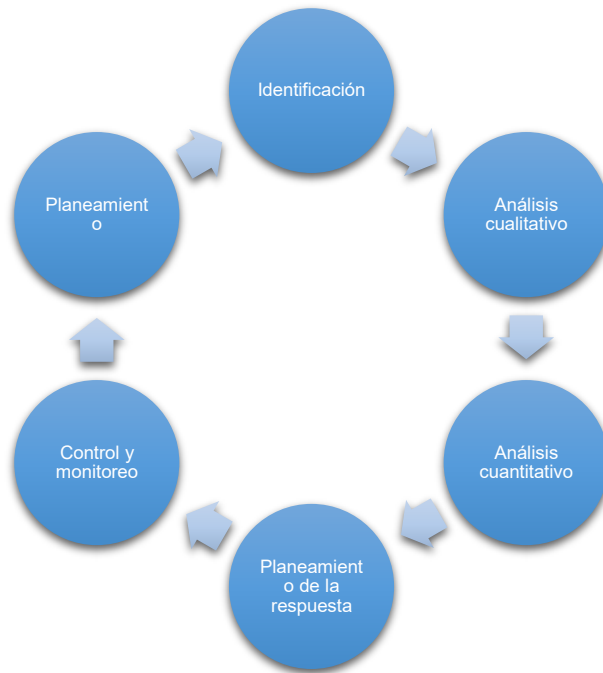 Identificación
Análisis
cualitativo
Análisis
cuantitativo
Planeamient
o de la
respuesta
Control y
monitoreo
Planeamient
o